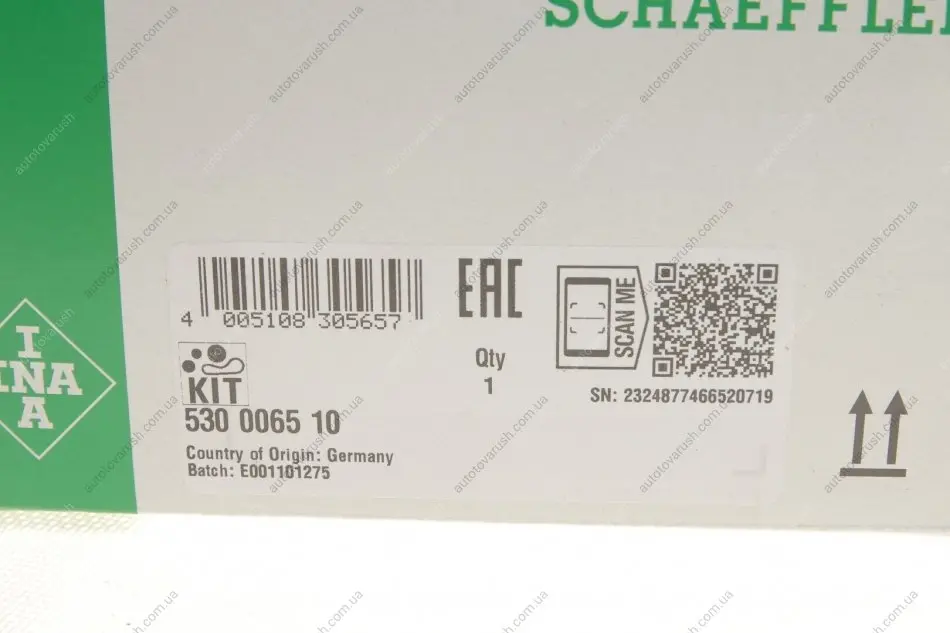 SCHAEFFLE
INA
I
A
4 005108 305657
EAC
SCAN ME
Qty
1
SN: 2324877466520719
KIT
530 0065 10
Country of Origin: Germany
Batch: E001101275
autotovarush.com.ua